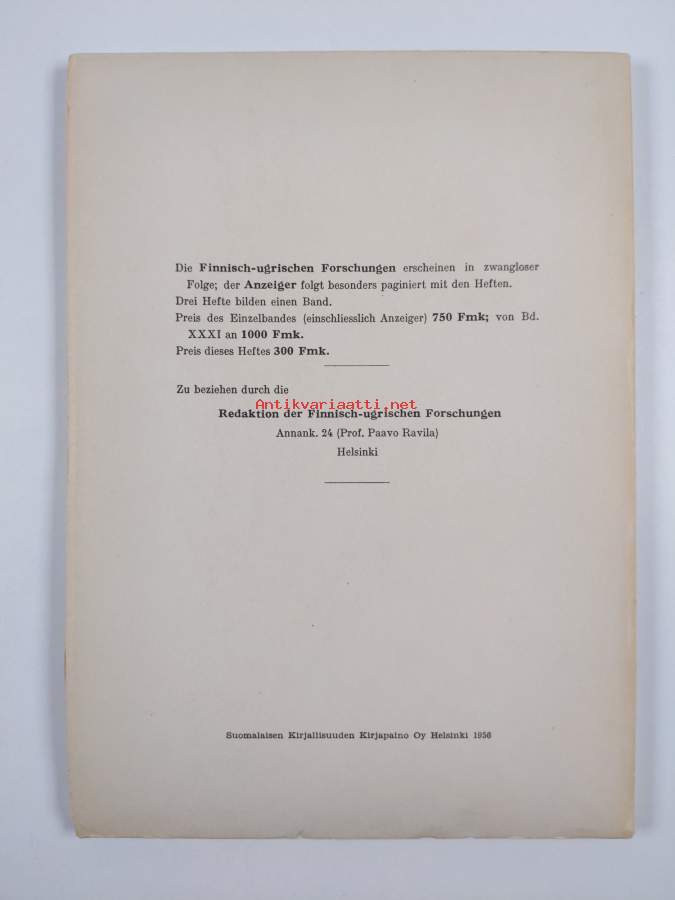 Die Finnisch-ugrischen Forschungen erscheinen in zwangloser
Folge; der Anzeiger folgt besonders paginiert mit den Heften.
Drei Hefte bilden einen Band.
Preis des Einzelbandes (einschliesslich Anzeiger) 750 Fmk; von Bd.
XXXI an 1000 Fmk.
Preis dieses Heftes 300 Fmk.
Zu beziehen durch die
Antikvariaatti.net
Redaktion der Finnisch-ugrischen Forschungen
Annank. 24 (Prof. Paavo Ravila)
Helsinki
Suomalaisen Kirjallisuuden Kirjapaino Oy Helsinki 1956